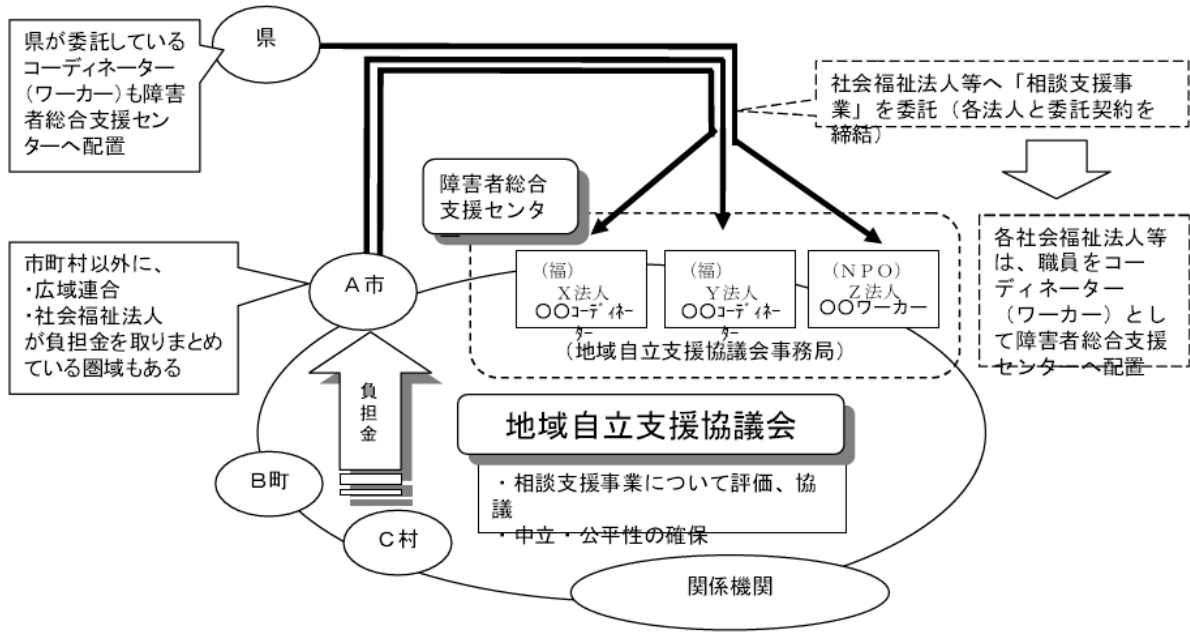 県
県が委託している
コーディネーター
（ワーカー）も障害
者総合支援セン
ターへ配置
社会福祉法人等へ「相談支援事
業」を委託（各法人と委託契約を
締結）
障害者総合
支援センタ
ー
各社会福祉法人等
は、職員をコー
ディネーター
（ワーカー）とし
て障害者総合支援
センターへ配置
市町村以外に、
・広域連合
・社会福祉法人
が負担金を取りまとめ
ている圏域もある
Ａ市
（福）
Ｘ法人
〇〇ｺｰﾃﾞｨﾈｰ
ﾀｰ
（福）
Ｙ法人
〇〇ｺｰﾃﾞｨﾈｰ
ﾀｰ
（ＮＰＯ）
Ｚ法人
〇〇ワーカー
（地域自立支援協議会事務局）
負
担
金
地域自立支援協議会
・相談支援事業について評価、協
議
・中立・公平性の確保
Ｂ町
Ｃ村
関係機関